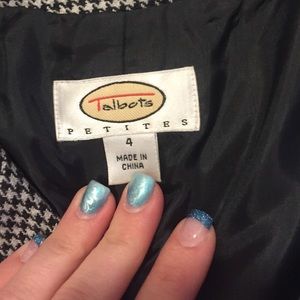 Talbots
PETITES
4
MADE IN
CHINA